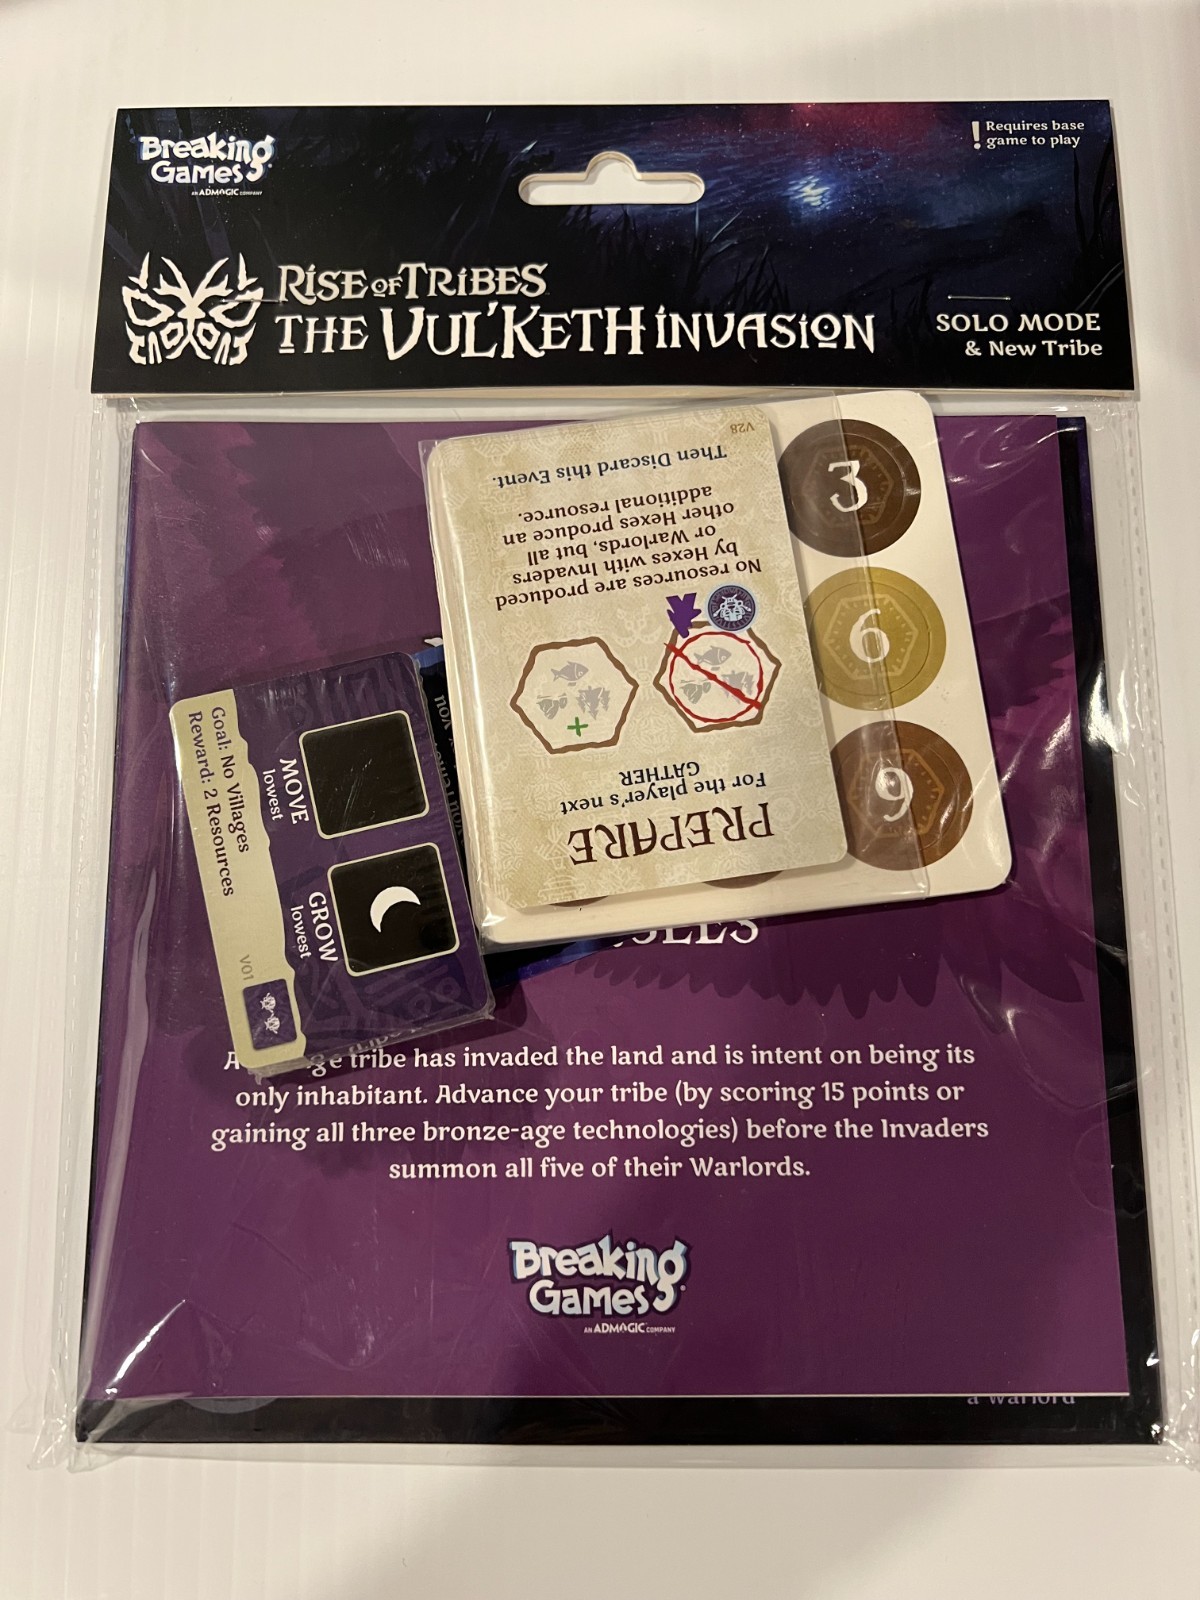 Breaking
Games
AN ADMAGIC COMPANY
! Requires base
game to play
RISE OF TRIBES
THE VUL'KETH INVASION
SOLO MODE
& New Tribe
PREPARE
For the player's next
GATHER
No resources are produced
by Hexes with Invaders
or Warlords, but all
other Hexes produce an
additional resource.
Then Discard this Event.
V28
3
6
9
MOVE
lowest
GROW
lowest
Goal: No Villages
Reward: 2 Resources
V01
you
tribe has invaded the land and is intent on being its
only inhabitant. Advance your tribe (by scoring 15 points or
gaining all three bronze-age technologies) before the Invaders
summon all five of their Warlords.
Breaking
Games
AN ADMAGIC COMPANY
a warlord